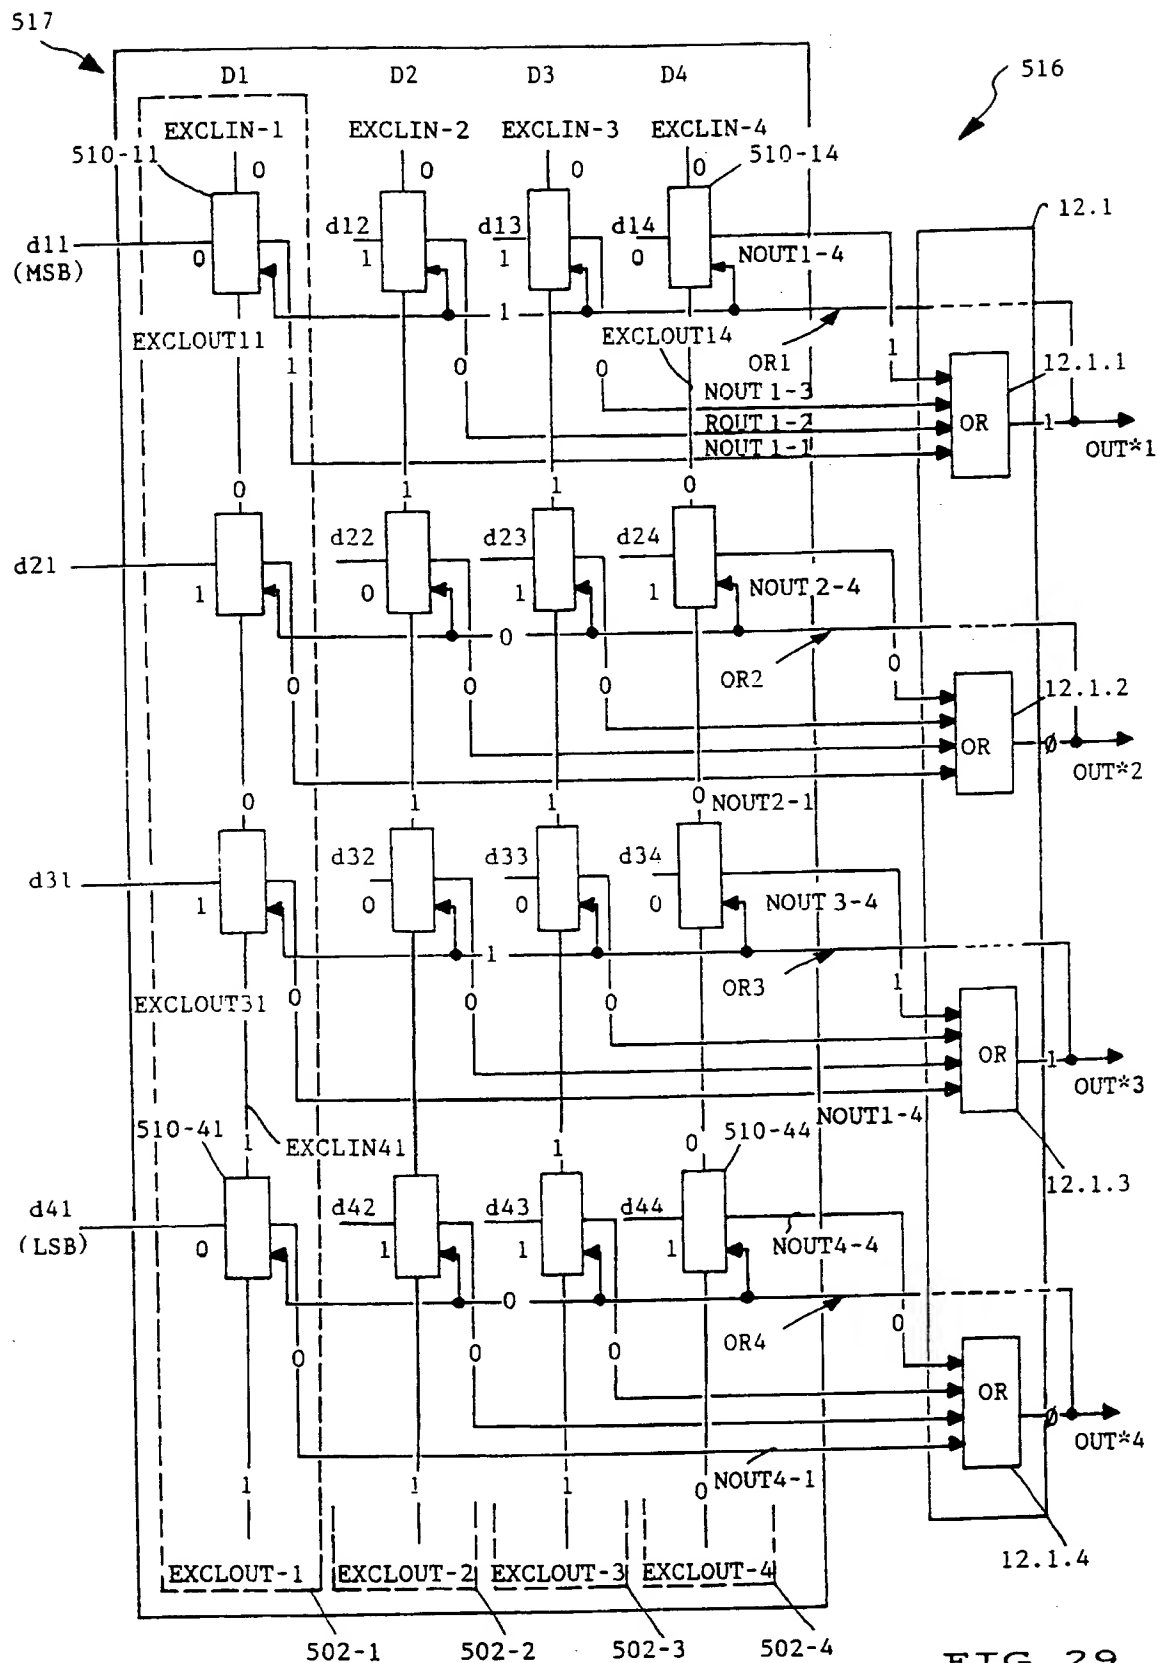 517
516
D1 D2 D3 D4
EXCLIN-1 EXCLIN-2 EXCLIN-3 EXCLIN-4
510-11 0 0 0 0 510-14
12.1
d11 0 d12 1 d13 1 d14 0 NOUT1-4
(MSB)
1
EXCLOUT11 EXCLOUT14 OR1
1 0 0 1 12.1.1
NOUT 1-3
ROUT 1-2 OR 1
NOUT 1-1 OUT*1
0 1 1 0
d21 1 d22 0 d23 1 d24 1 NOUT 2-4
0
0 0 0 OR2 0 12.1.2
OR 0
OUT*2
0 1 1 0 NOUT2-1
d31 1 d32 0 d33 0 d34 0 NOUT 3-4
1
EXCLOUT31 0 0 0 OR3 1
OR 1
OUT*3
NOUT1-4
510-41 1 EXCLIN41 1 0 510-44
12.1.3
d41 0 d42 1 d43 1 d44 1 NOUT4-4
(LSB)
0
0 0 0 OR4 0
OR 0
OUT*4
NOUT4-1
1 1 1 0
12.1.4
EXCLOUT-1 EXCLOUT-2 EXCLOUT-3 EXCLOUT-4
502-1 502-2 502-3 502-4
FIG 29